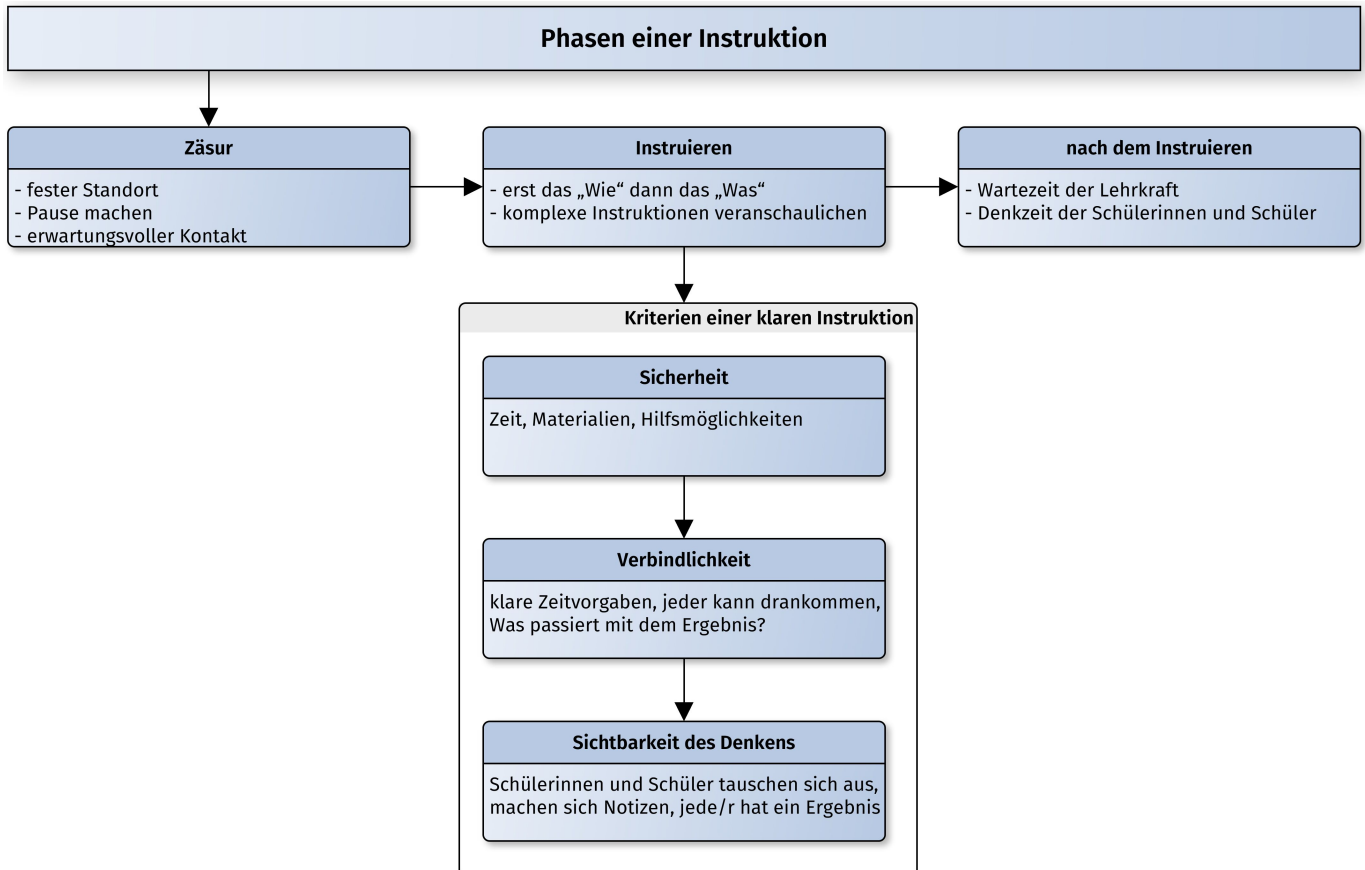 Phasen einer Instruktion
Zäsur
- fester Standort
- Pause machen
- erwartungsvoller Kontakt
Instruieren
- erst das „Wie“ dann das „Was“
- komplexe Instruktionen veranschaulichen
nach dem Instruieren
- Wartezeit der Lehrkraft
- Denkzeit der Schülerinnen und Schüler
Kriterien einer klaren Instruktion
Sicherheit
Zeit, Materialien, Hilfsmöglichkeiten
Verbindlichkeit
klare Zeitvorgaben, jeder kann drankommen,
Was passiert mit dem Ergebnis?
Sichtbarkeit des Denkens
Schülerinnen und Schüler tauschen sich aus,
machen sich Notizen, jede/r hat ein Ergebnis